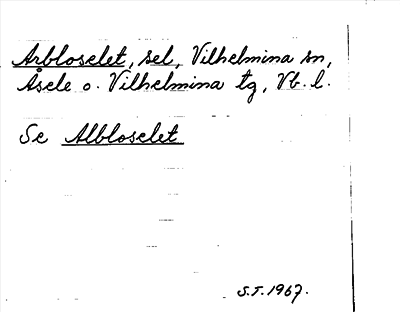 Arbloselet, sel, Vilhelmina sn,
Åsele o. Vilhelmina tg, Vb. l.
Se Albloselet
S.T. 1967.